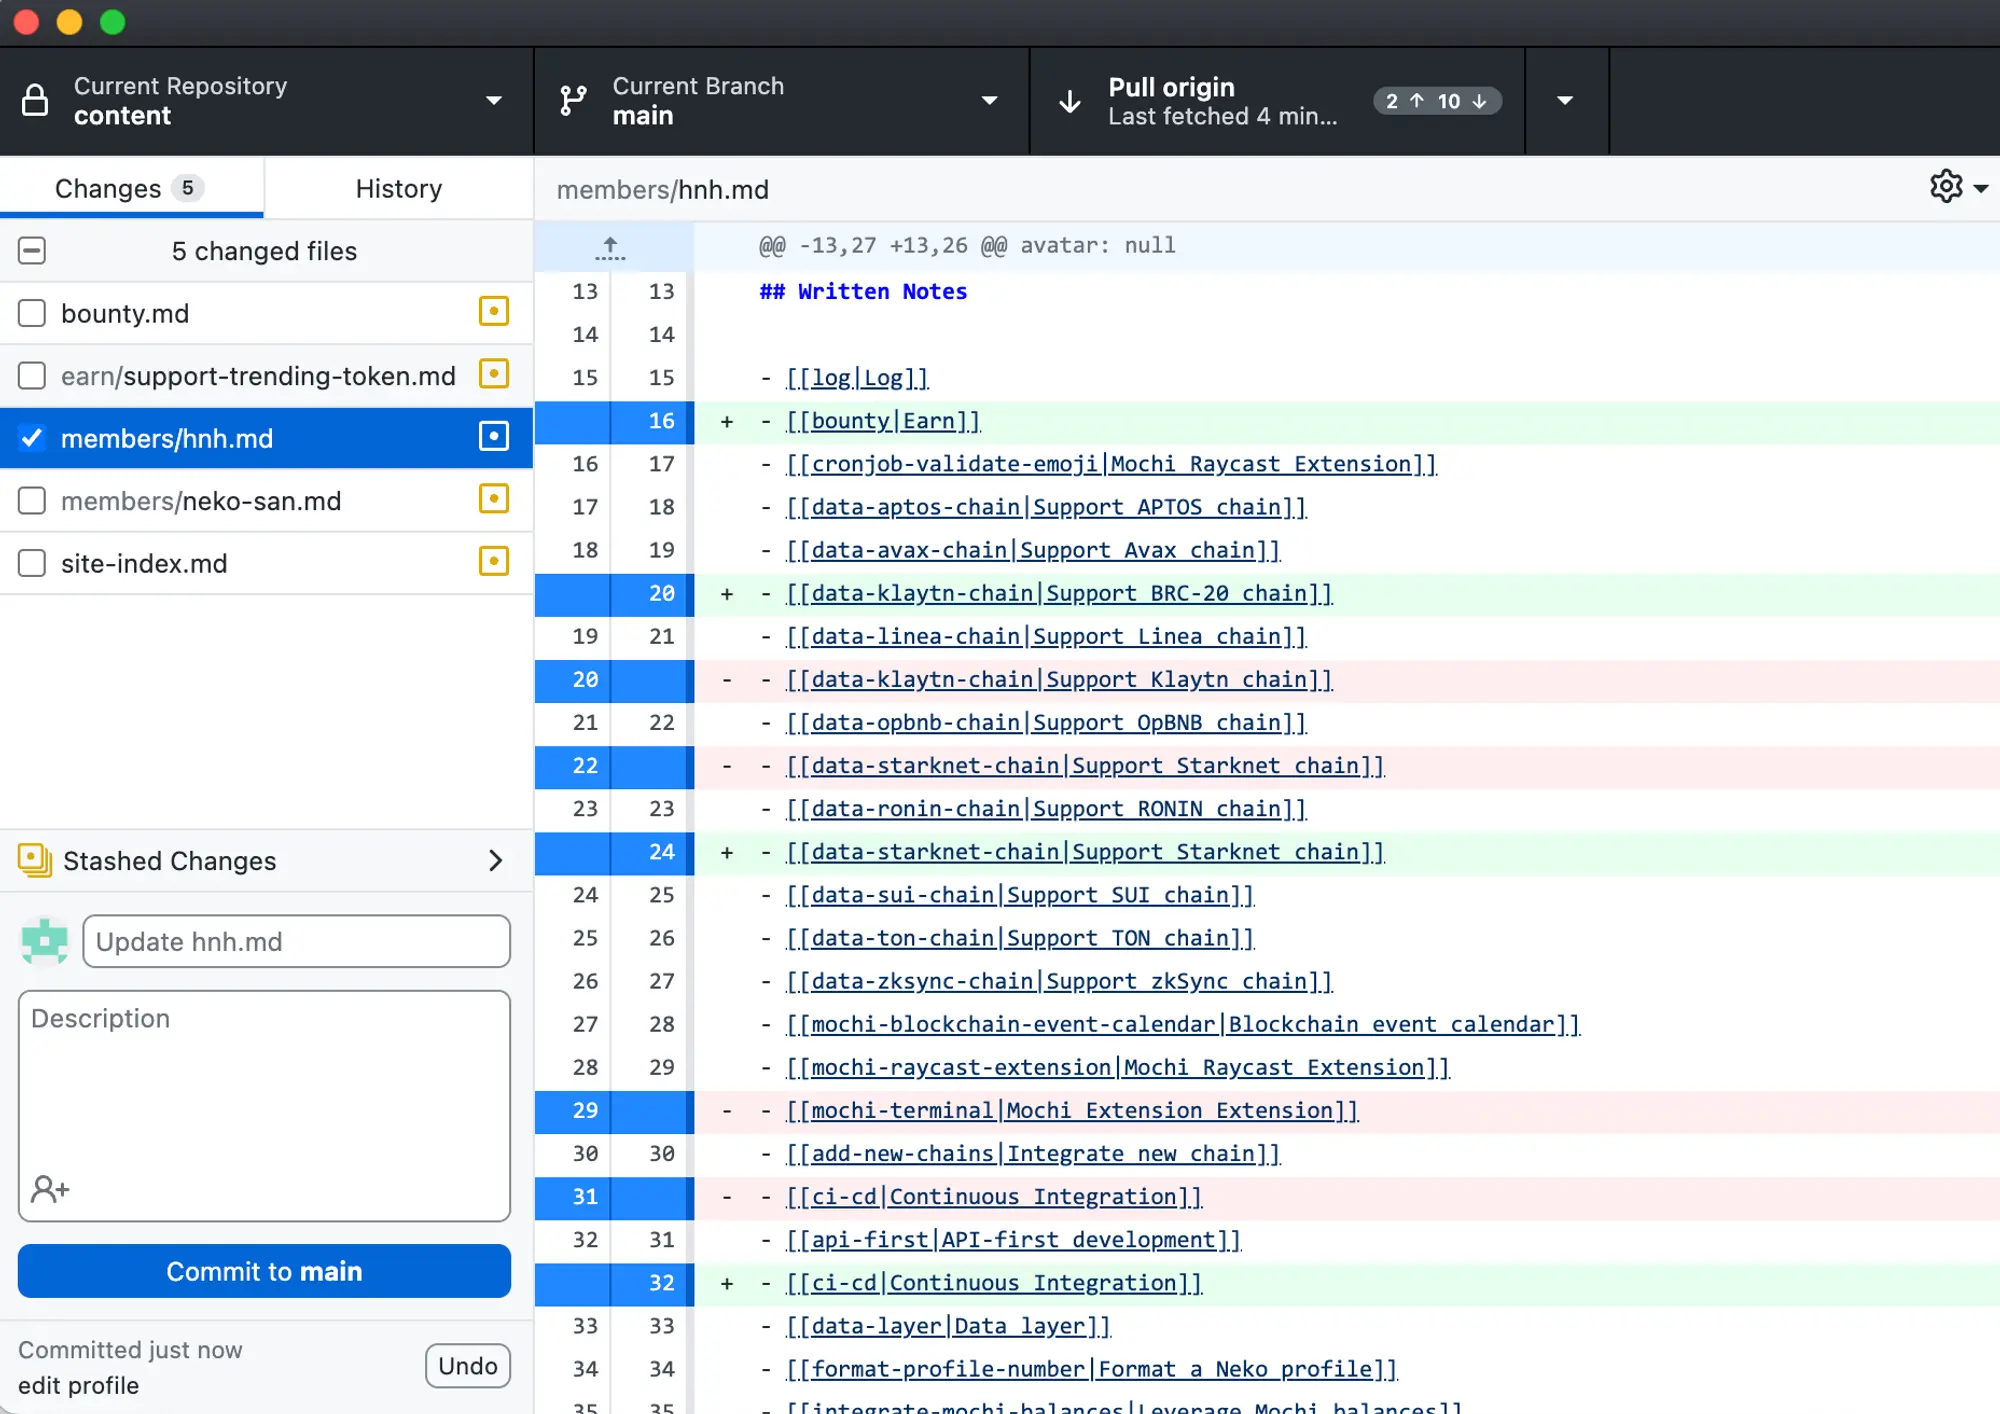 Current Repository
content
Current Branch
main
Pull origin
Last fetched 4 min...
2 ↑ 10 ↓
Changes 5
History
5 changed files
bounty.md
earn/support-trending-token.md
members/hnh.md
members/neko-san.md
site-index.md
Stashed Changes
Update hnh.md
Description
Commit to main
Committed just now
edit profile
Undo
members/hnh.md
@@ -13,27 +13,26 @@ avatar: null
13 13 ## Written Notes
14 14
15 15 - [[log|Log]]
16 + - [[bounty|Earn]]
16 17 - [[cronjob-validate-emoji|Mochi Raycast Extension]]
17 18 - [[data-aptos-chain|Support APTOS chain]]
18 19 - [[data-avax-chain|Support Avax chain]]
20 + - [[data-klaytn-chain|Support BRC-20 chain]]
19 21 - [[data-linea-chain|Support Linea chain]]
20 - - [[data-klaytn-chain|Support Klaytn chain]]
21 22 - [[data-opbnb-chain|Support OpBNB chain]]
22 - - [[data-starknet-chain|Support Starknet chain]]
23 23 - [[data-ronin-chain|Support RONIN chain]]
24 + - [[data-starknet-chain|Support Starknet chain]]
24 25 - [[data-sui-chain|Support SUI chain]]
25 26 - [[data-ton-chain|Support TON chain]]
26 27 - [[data-zksync-chain|Support zkSync chain]]
27 28 - [[mochi-blockchain-event-calendar|Blockchain event calendar]]
28 29 - [[mochi-raycast-extension|Mochi Raycast Extension]]
29 - - [[mochi-terminal|Mochi Extension Extension]]
30 30 - [[add-new-chains|Integrate new chain]]
31 - - [[ci-cd|Continuous Integration]]
32 31 - [[api-first|API-first development]]
32 + - [[ci-cd|Continuous Integration]]
33 33 - [[data-layer|Data layer]]
34 34 - [[format-profile-number|Format a Neko profile]]
35 35 - [[integrate-mochi-balances|Leverage Mochi balances]]